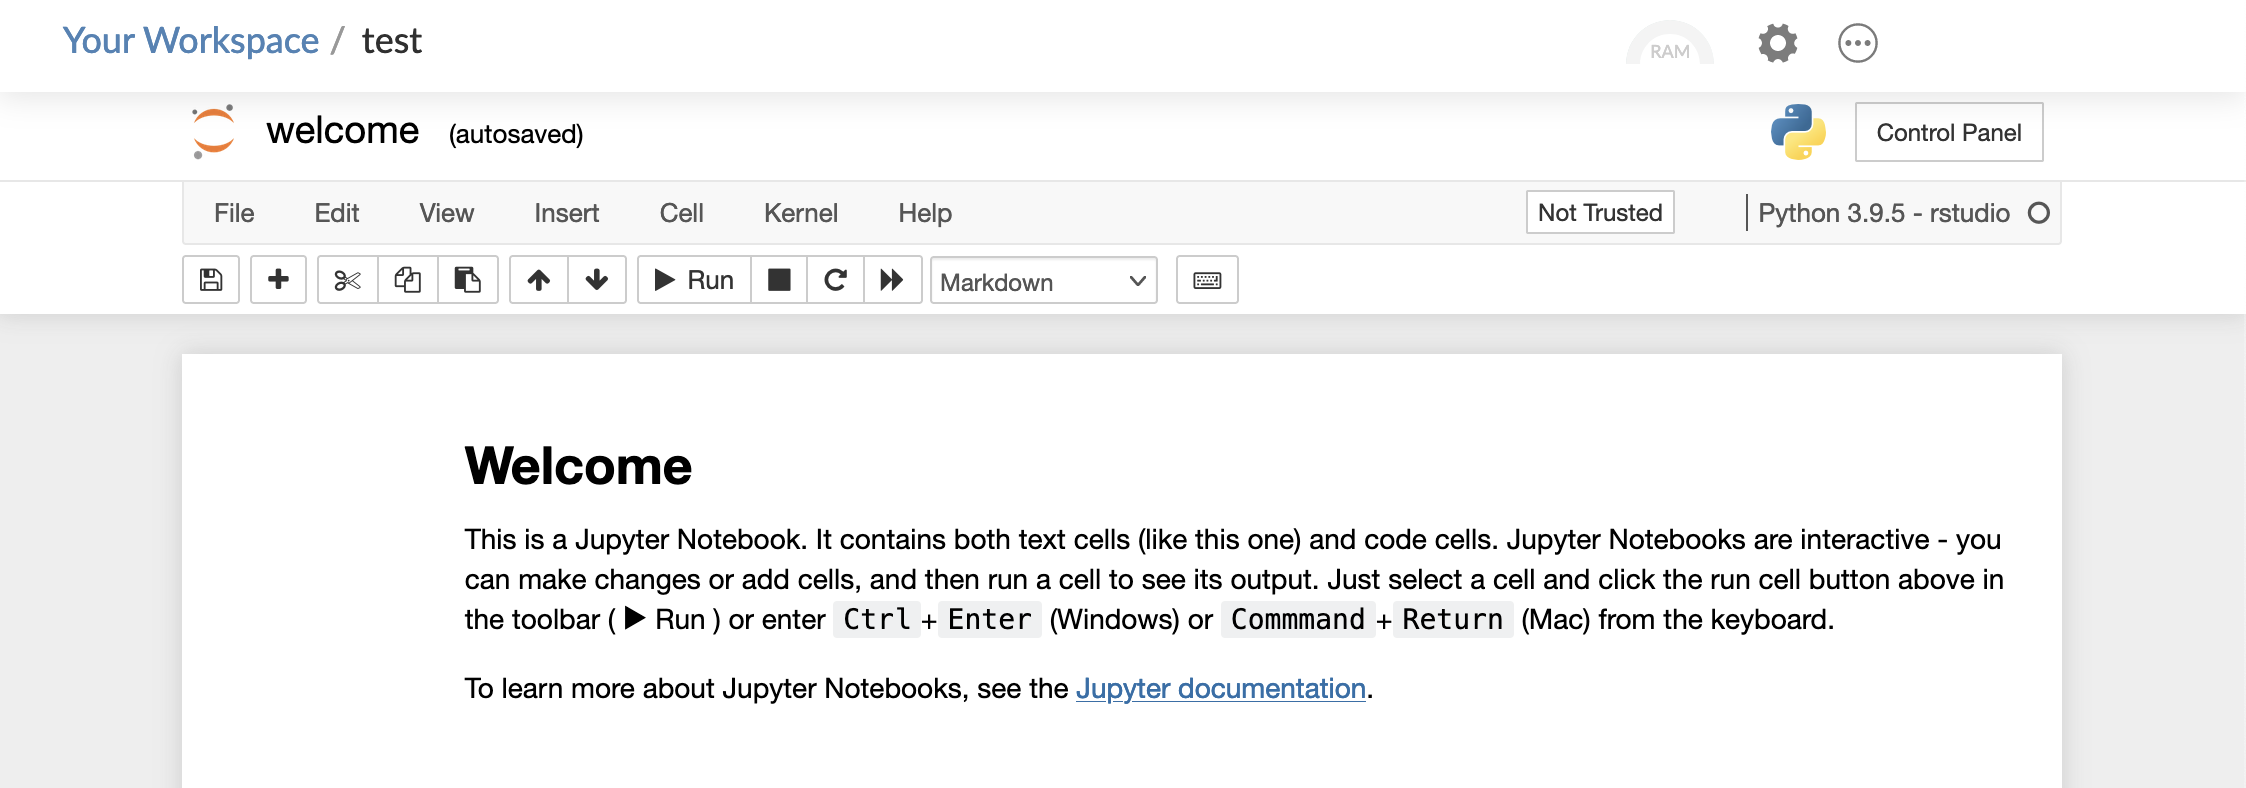 Your Workspace / test
RAM
welcome (autosaved)
Control Panel
File Edit View Insert Cell Kernel Help
Not Trusted
Python 3.9.5 - rstudio
Run
Markdown
Welcome
This is a Jupyter Notebook. It contains both text cells (like this one) and code cells. Jupyter Notebooks are interactive - you
can make changes or add cells, and then run a cell to see its output. Just select a cell and click the run cell button above in
the toolbar ( ▶ Run ) or enter Ctrl+Enter (Windows) or Commmand+Return (Mac) from the keyboard.
To learn more about Jupyter Notebooks, see the Jupyter documentation.